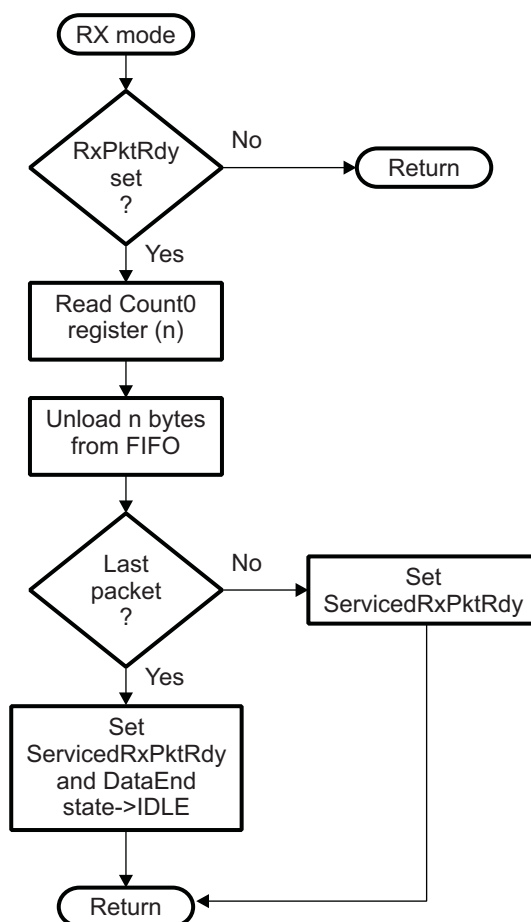 RX mode
RxPktRdy
set
?
No
Return
Yes
Read Count0
register (n)
Unload n bytes
from FIFO
Last
packet
?
No
Set
ServicedRxPktRdy
Yes
Set
ServicedRxPktRdy
and DataEnd
state->IDLE
Return